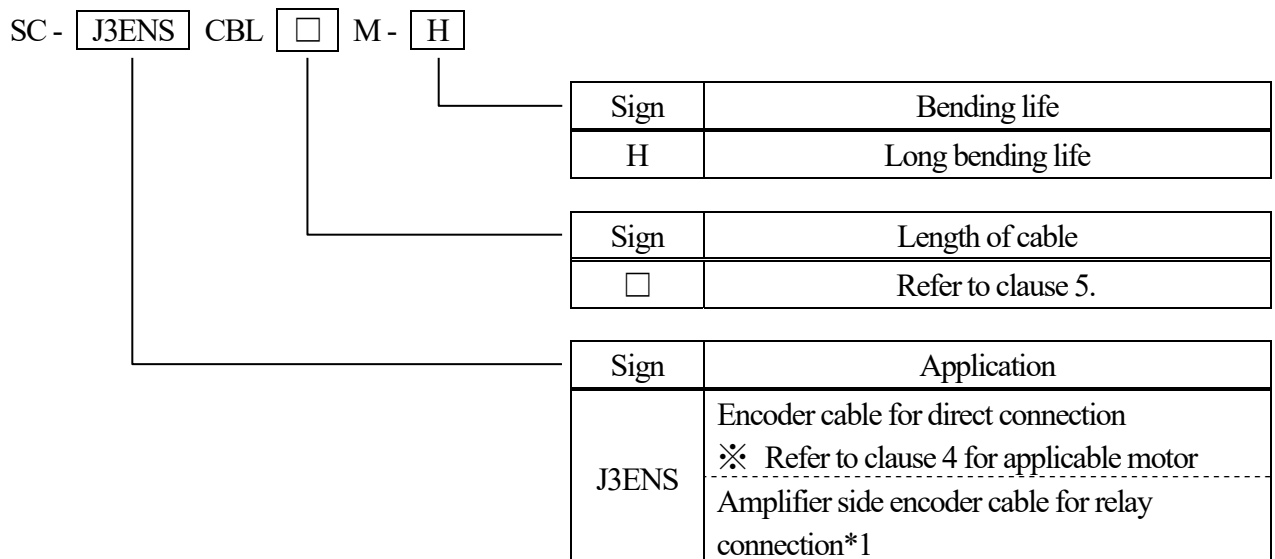 SC - J3ENS CBL □ M - H
Sign Bending life
H Long bending life
Sign Length of cable
□ Refer to clause 5.
Sign Application
J3ENS
Encoder cable for direct connection
※ Refer to clause 4 for applicable motor
Amplifier side encoder cable for relay
connection*1